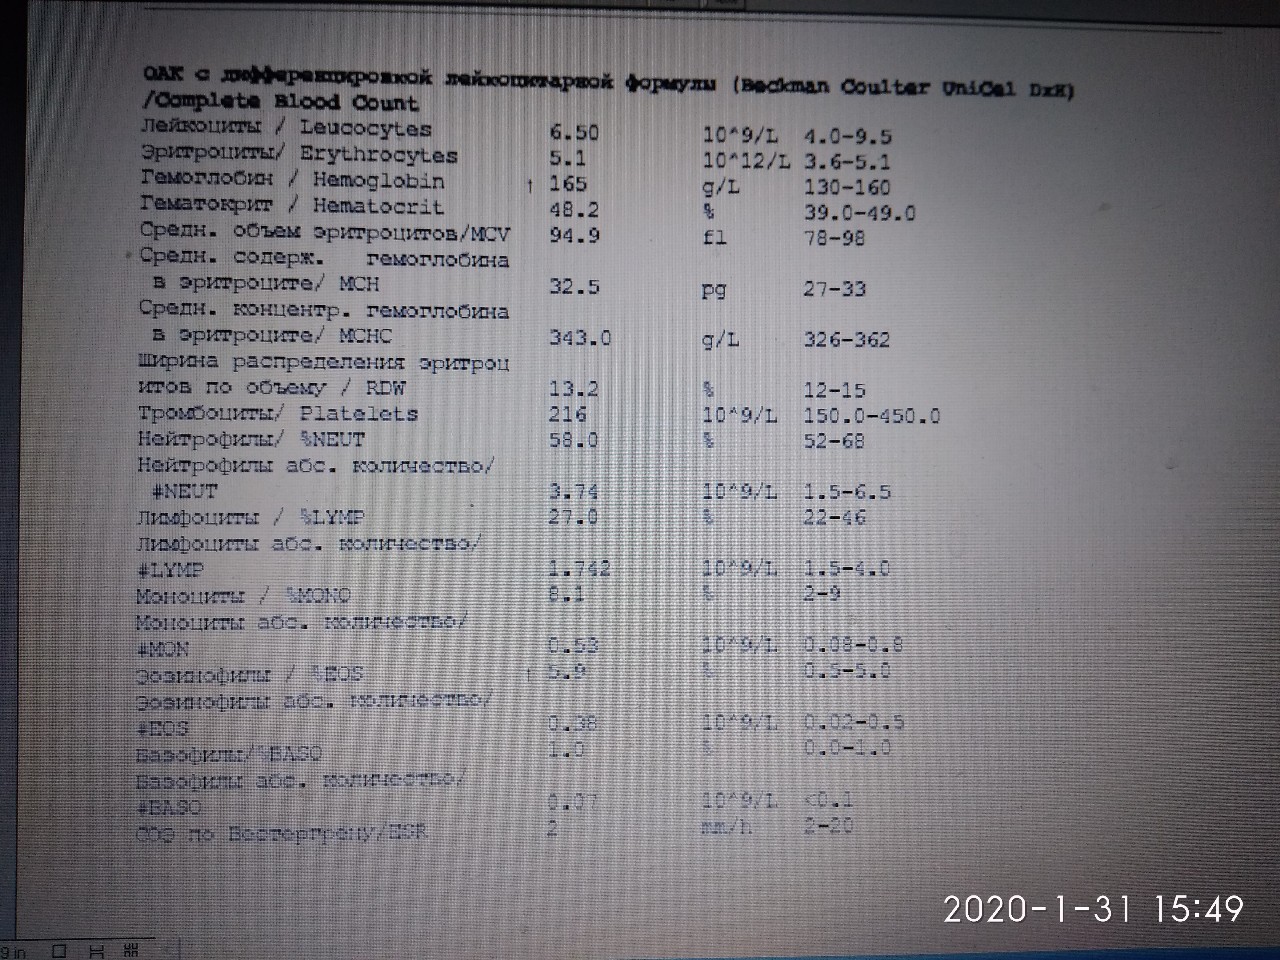 ОАК с дифференцировкой лейкоцитарной формулы (Beckman Coulter UniCel DxH)
/Complete Blood Count
Лейкоциты / Leucocytes 6.50 10^9/L 4.0-9.5
Эритроциты/ Erythrocytes 5.1 10^12/L 3.6-5.1
Гемоглобин / Hemoglobin ↑ 165 g/L 130-160
Гематокрит / Hematocrit 48.2 % 39.0-49.0
Средн. объем эритроцитов/MCV 94.9 fl 78-98
Средн. содерж. гемоглобина
в эритроците/ MCH 32.5 pg 27-33
Средн. концентр. гемоглобина
в эритроците/ MCHC 343.0 g/L 326-362
Ширина распределения эритроц
итов по объему / RDW 13.2 % 12-15
Тромбоциты/ Platelets 216 10^9/L 150.0-450.0
Нейтрофилы/ %NEUT 58.0 % 52-68
Нейтрофилы абс. количество/
#NEUT 3.74 10^9/L 1.5-6.5
Лимфоциты / %LYMP 27.0 % 22-46
Лимфоциты абс. количество/
#LYMP 1.742 10^9/L 1.5-4.0
Моноциты / %MONO 8.1 % 2-9
Моноциты абс. количество/
#MON 0.53 10^9/L 0.08-0.8
Эозинофилы / %EOS ↑ 5.9 % 0.5-5.0
Эозинофилы абс. количество/
#EOS 0.38 10^9/L 0.02-0.5
Базофилы/%BASO 1.0 % 0.0-1.0
Базофилы абс. количество/
#BASO 0.07 10^9/L <0.1
СОЭ по Вестергрену/ESR 2 mm/h 2-20
2020-1-31 15:49
9 in